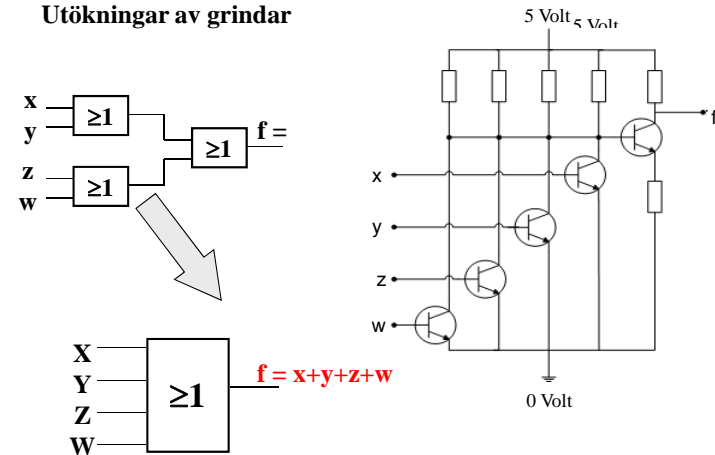 Utökningar av grindar
x
y
≥1
z
w
≥1
≥1
f =
X
Y
Z
W
≥1
f = x+y+z+w
5 Volt
5 Volt
f
x
y
z
w
0 Volt